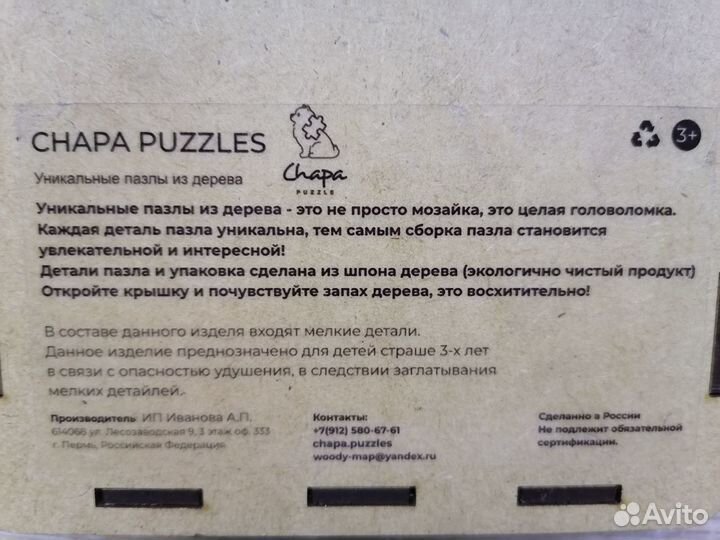 CHAPA PUZZLES
Уникальные пазлы из дерева
Chapa
PUZZLE
3+
Уникальные пазлы из дерева - это не просто мозайка, это целая головоломка.
Каждая деталь пазла уникальна, тем самым сборка пазла становится
увлекательной и интересной!
Детали пазла и упаковка сделана из шпона дерева (экологично чистый продукт)
Откройте крышку и почувствуйте запах дерева, это восхитительно!
В составе данного изделя входят мелкие детали.
Данное изделие преднозначено для детей страше 3-х лет
в связи с опасностью удушения, в следствии заглатывания
мелких детайлей.
Производитель: ИП Иванова А.П.
614066 ул. Лесозаводская 9, 3 этаж оф. 333
г. Пермь, Российская Федерация
Контакты:
+7(912) 580-67-61
chapa.puzzles
woody-map@yandex.ru
Сделанно в России
Не подлежит обязательной
сертификации.
Avito